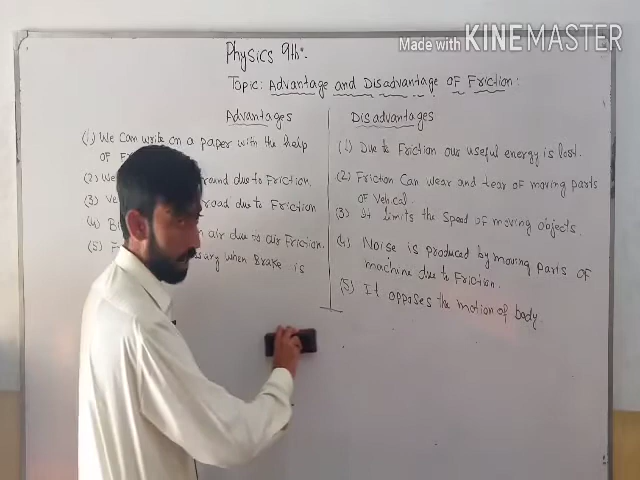 Made with KINEMASTER
Physics 9th:
Topic: Advantage and Disadvantage of Friction:
Advantages
(1) We Can write on a paper with the help
of
(2) We round due to Friction.
(3) Ve road due to Friction
(4) B n air due to air Friction.
(5) F sary when Brake is
Disadvantages
(1) Due to Friction our useful energy is lost.
(2) Friction Can wear and tear of moving parts
of Vehical.
(3) It limits the speed of moving objects.
(4) Noise is produced by moving parts of
machine due to Friction.
(5) It opposes the motion of body.